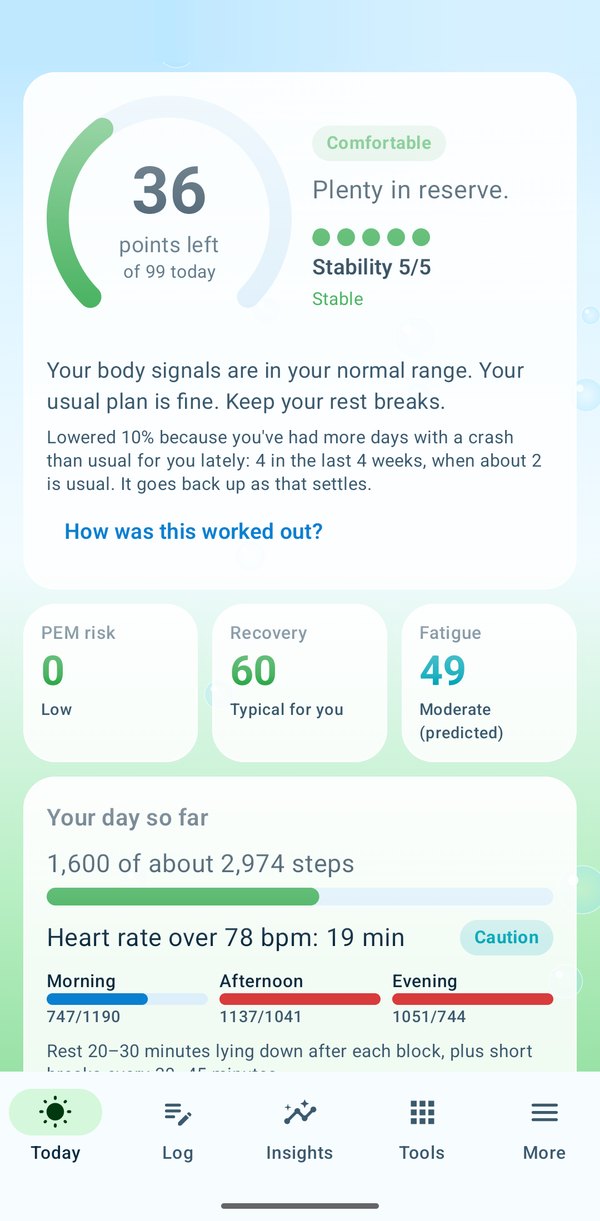 36
points left
of 99 today
Comfortable
Plenty in reserve.
Stability 5/5
Stable
Your body signals are in your normal range. Your
usual plan is fine. Keep your rest breaks.
Lowered 10% because you've had more days with a crash
than usual for you lately: 4 in the last 4 weeks, when about 2
is usual. It goes back up as that settles.
How was this worked out?
PEM risk
0
Low
Recovery
60
Typical for you
Fatigue
49
Moderate
(predicted)
Your day so far
1,600 of about 2,974 steps
Heart rate over 78 bpm: 19 min
Caution
Morning
747/1190
Afternoon
1137/1041
Evening
1051/744
Rest 20–30 minutes lying down after each block, plus short
Today
Log
Insights
Tools
More